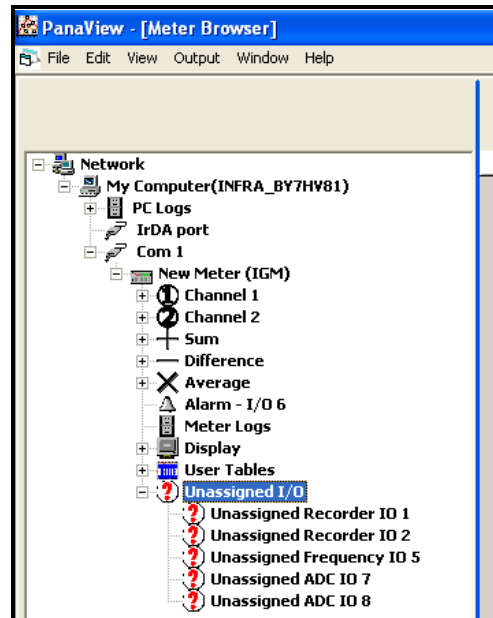 PanaView - [Meter Browser]
File Edit View Output Window Help
Network
My Computer(INFRA_BY7HV81)
PC Logs
IrDA port
Com 1
New Meter (IGM)
1 Channel 1
2 Channel 2
Sum
Difference
Average
Alarm - I/O 6
Meter Logs
Display
User Tables
? Unassigned I/O
? Unassigned Recorder IO 1
? Unassigned Recorder IO 2
? Unassigned Frequency IO 5
? Unassigned ADC IO 7
? Unassigned ADC IO 8